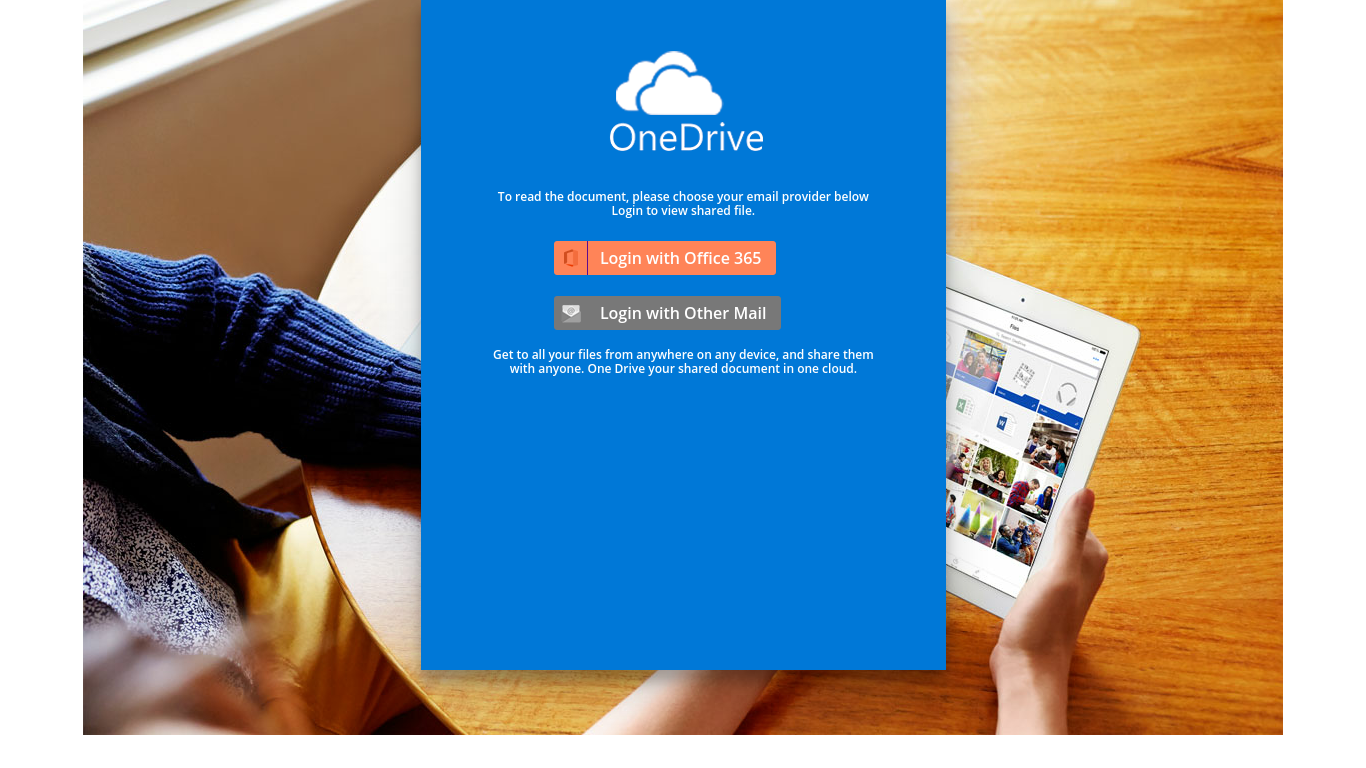 OneDrive
To read the document, please choose your email provider below
Login to view shared file.
Login with Office 365
Login with Other Mail
Get to all your files from anywhere on any device, and share them
with anyone. One Drive your shared document in one cloud.
Files